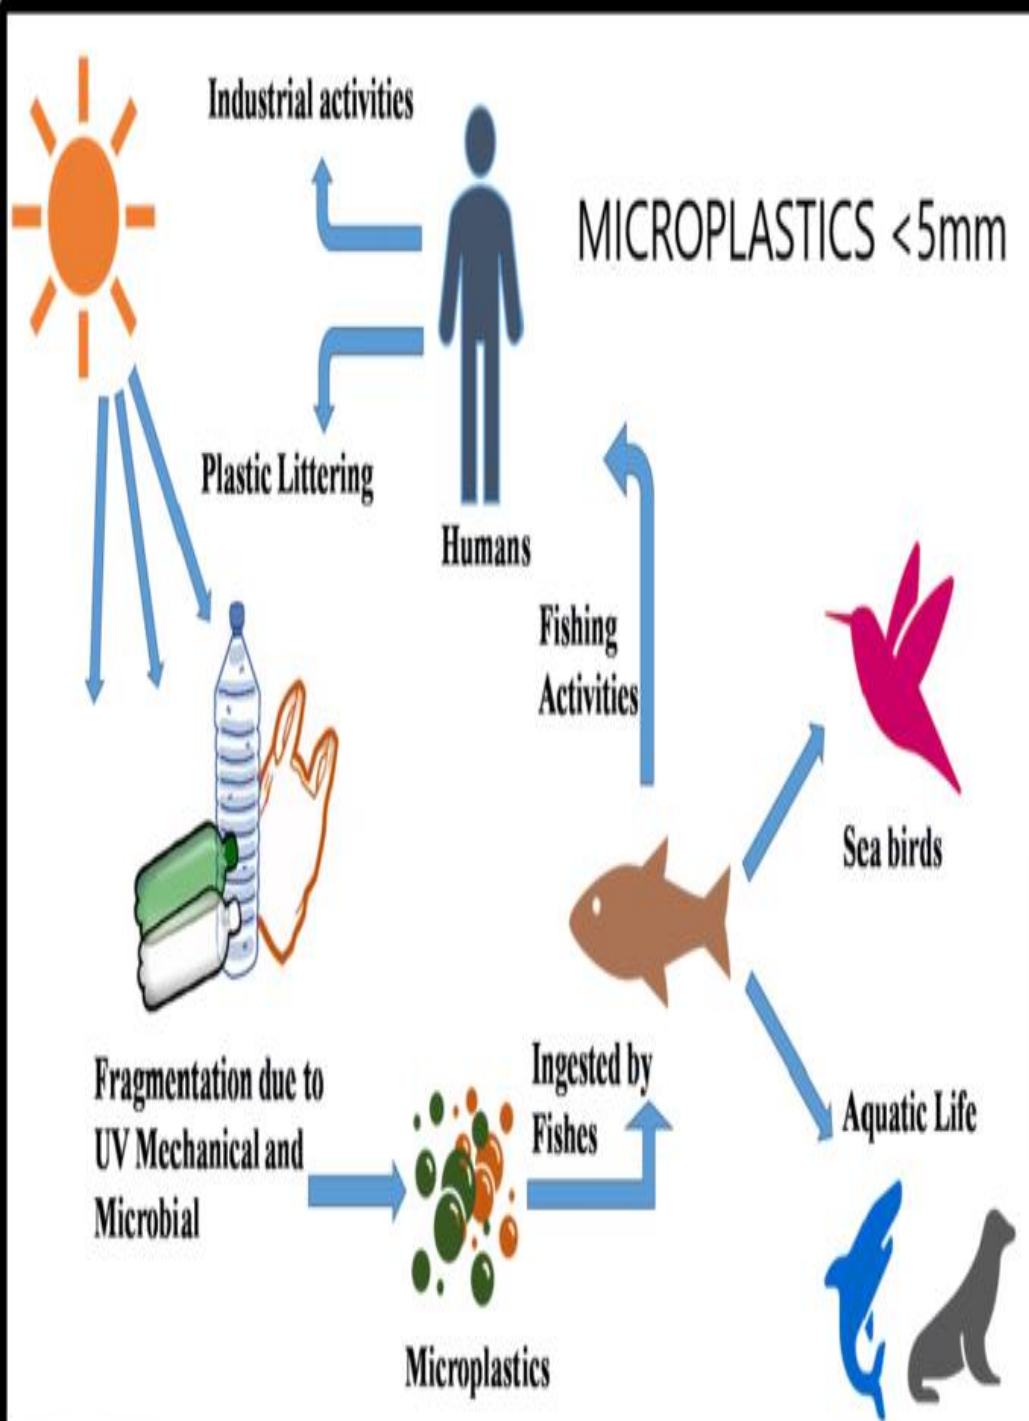 Industrial activities
MICROPLASTICS <5mm
Plastic Littering
Humans
Fishing
Activities
Sea birds
Fragmentation due to
UV Mechanical and
Microbial
Ingested by
Fishes
Aquatic Life
Microplastics